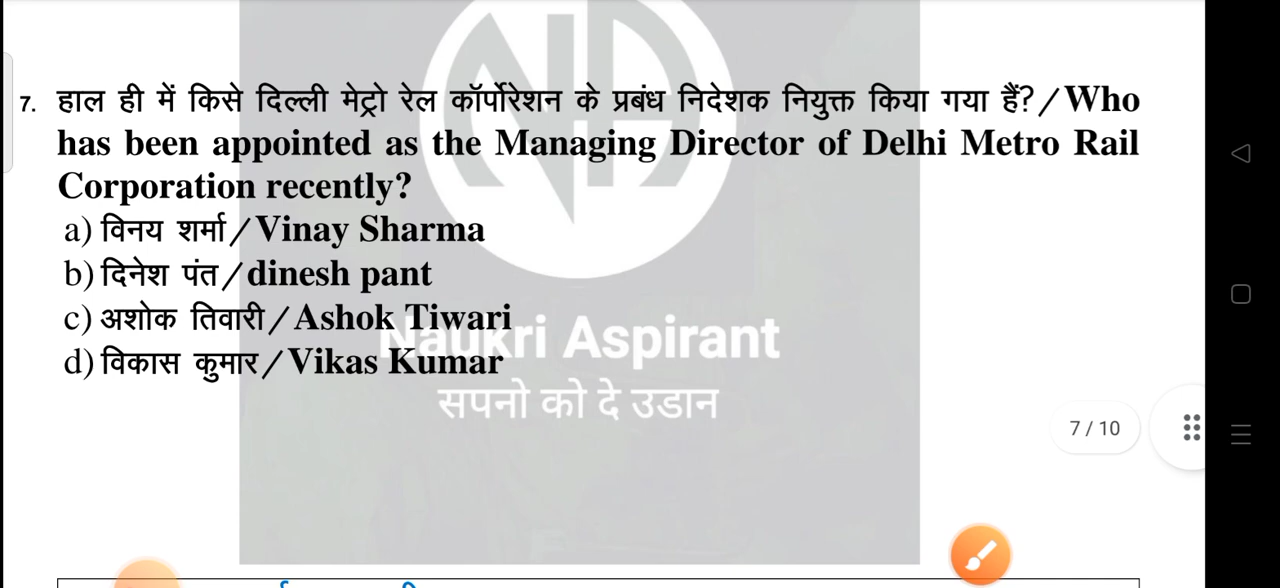 7. हाल ही में किसे दिल्ली मेट्रो रेल कॉर्पोरेशन के प्रबंध निदेशक नियुक्त किया गया हैं?/Who
has been appointed as the Managing Director of Delhi Metro Rail
Corporation recently?
a) विनय शर्मा/Vinay Sharma
b) दिनेश पंत/dinesh pant
c) अशोक तिवारी/Ashok Tiwari
Naukri Aspirant
d) विकास कुमार/Vikas Kumar
सपनो को दे उडान
7 / 10